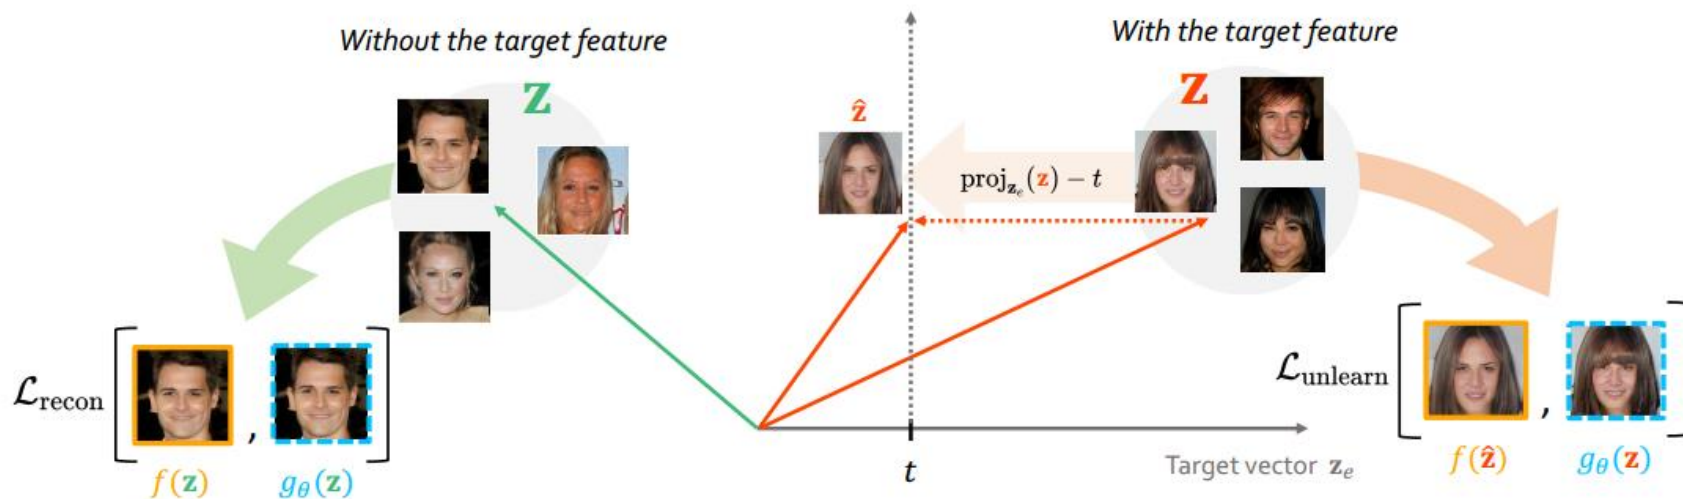 Without the target feature
With the target feature
z
z
ẑ
proj_{z_e}(z) − t
ℒ_recon [ , ]
f(z) g_θ(z)
t
Target vector z_e
ℒ_unlearn [ , ]
f(ẑ) g_θ(z)